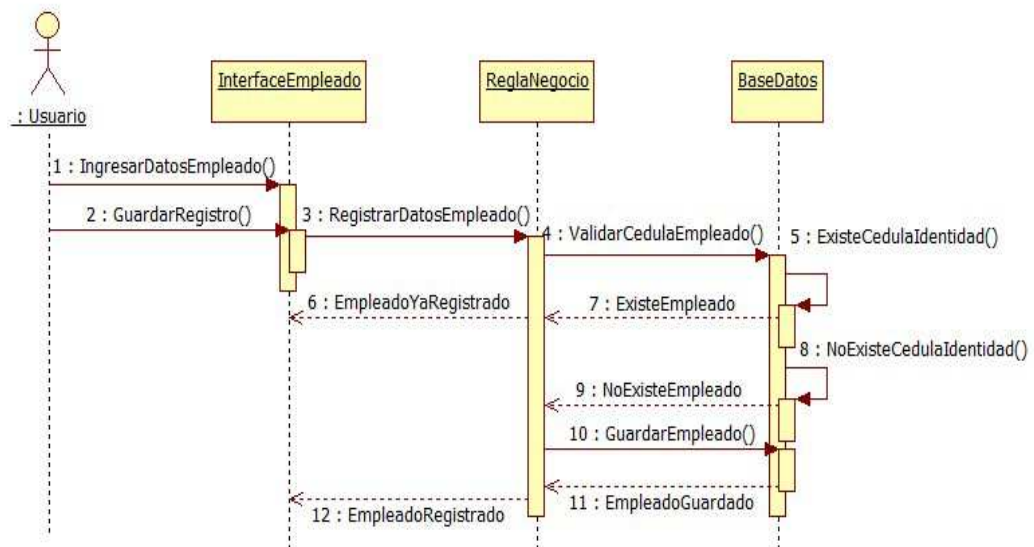 : Usuario
InterfaceEmpleado
ReglaNegocio
BaseDatos
1 : IngresarDatosEmpleado()
2 : GuardarRegistro()
3 : RegistrarDatosEmpleado()
4 : ValidarCedulaEmpleado()
5 : ExisteCedulaIdentidad()
6 : EmpleadoYaRegistrado
7 : ExisteEmpleado
8 : NoExisteCedulaIdentidad()
9 : NoExisteEmpleado
10 : GuardarEmpleado()
11 : EmpleadoGuardado
12 : EmpleadoRegistrado